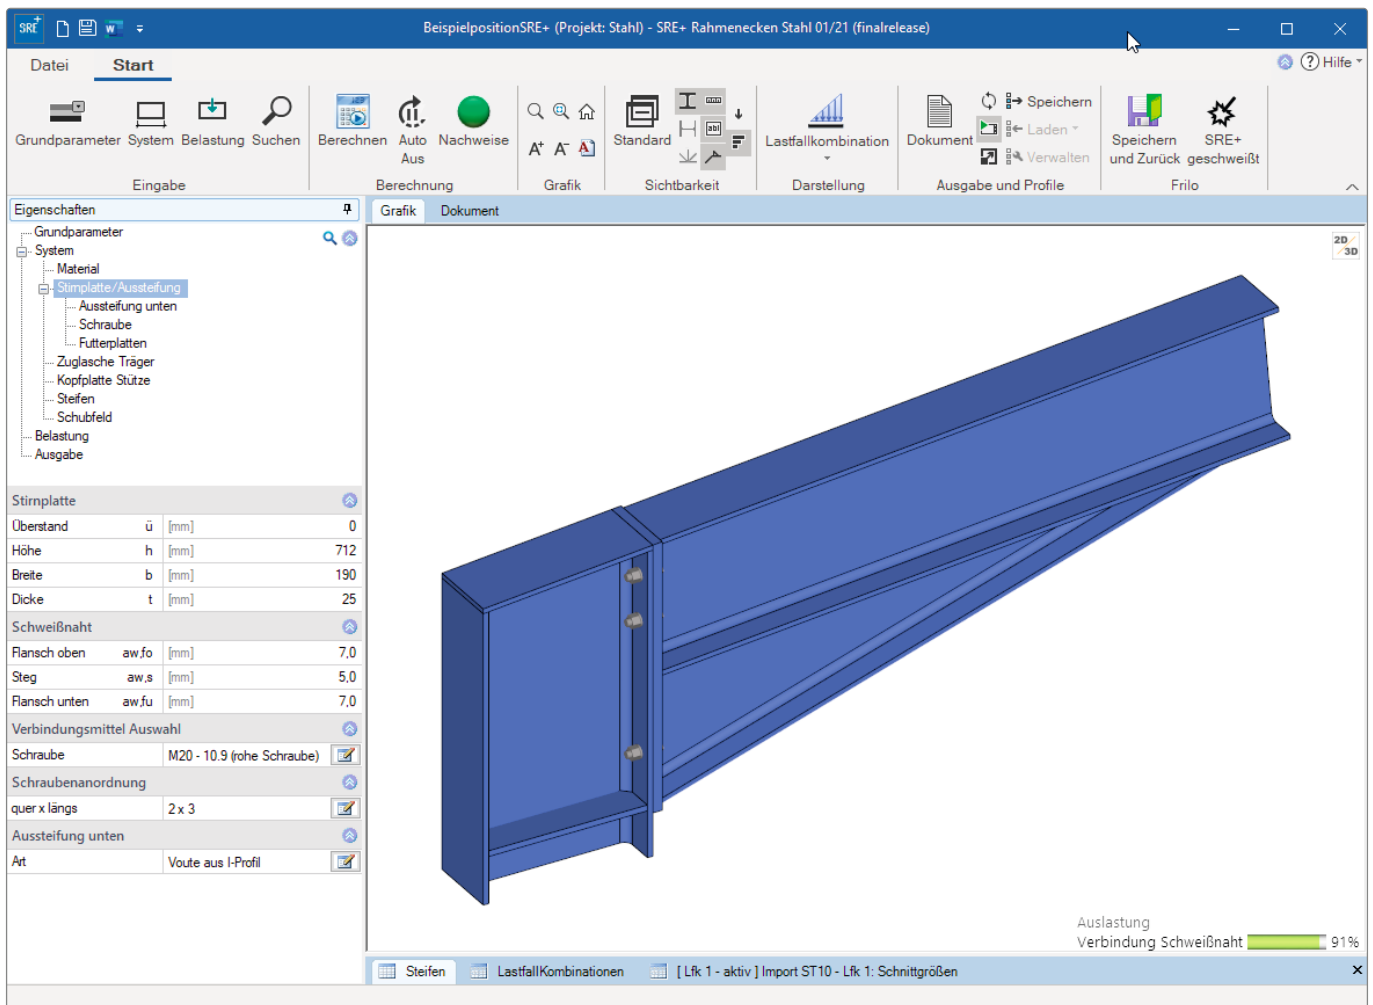 SRE+
BeispielpositionSRE+ (Projekt: Stahl) - SRE+ Rahmenecken Stahl 01/21 (finalrelease)
Datei Start Hilfe
Grundparameter System Belastung Suchen
Berechnen Auto Aus Nachweise
A+ A- A
Standard
Lastfallkombination
Dokument Speichern
Laden
Verwalten
Speichern und Zurück
SRE+ geschweißt
Eingabe Berechnung Grafik Sichtbarkeit Darstellung Ausgabe und Profile Frilo
Eigenschaften
Grafik Dokument
Grundparameter
System
Material
Stirnplatte/Aussteifung
Aussteifung unten
Schraube
Futterplatten
Zuglasche Träger
Kopfplatte Stütze
Steifen
Schubfeld
Belastung
Ausgabe
2D/3D
Stirnplatte
Überstand ü [mm] 0
Höhe h [mm] 712
Breite b [mm] 190
Dicke t [mm] 25
Schweißnaht
Flansch oben aw,fo [mm] 7,0
Steg aw,s [mm] 5,0
Flansch unten aw,fu [mm] 7,0
Verbindungsmittel Auswahl
Schraube M20 - 10.9 (rohe Schraube)
Schraubenanordnung
quer x längs 2 x 3
Aussteifung unten
Art Voute aus I-Profil
Auslastung
Verbindung Schweißnaht 91%
Steifen LastfallKombinationen [ Lfk 1 - aktiv ] Import ST10 - Lfk 1: Schnittgrößen